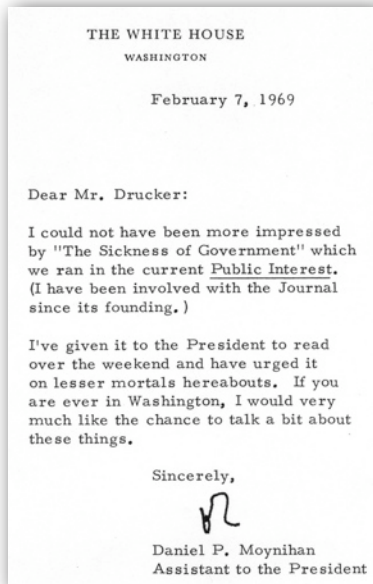 THE WHITE HOUSE
WASHINGTON
February 7, 1969
Dear Mr. Drucker:
I could not have been more impressed
by "The Sickness of Government" which
we ran in the current Public Interest.
(I have been involved with the Journal
since its founding.)
I've given it to the President to read
over the weekend and have urged it
on lesser mortals hereabouts.  If you
are ever in Washington, I would very
much like the chance to talk a bit about
these things.
Sincerely,
Daniel P. Moynihan
Assistant to the President